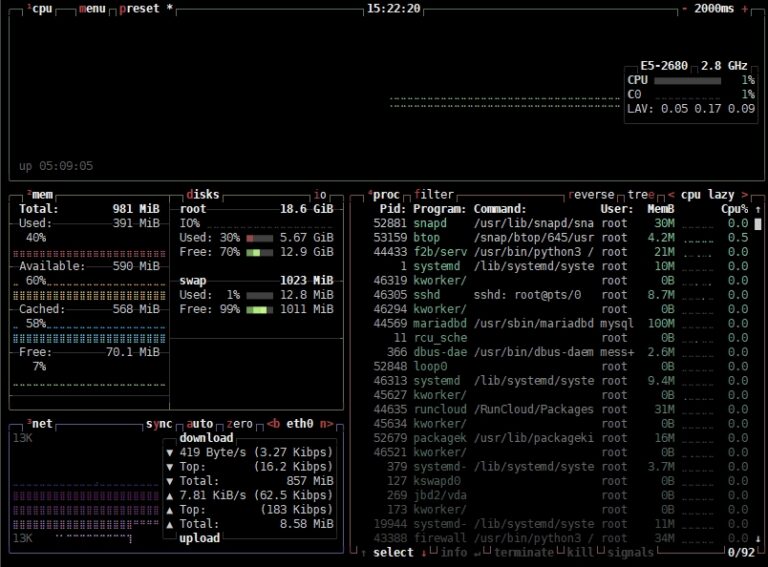 ¹cpu menu preset * 15:22:20 - 2000ms +
E5-2680 2.8 GHz
CPU 1%
C0 1%
LAV: 0.05 0.17 0.09
up 05:09:05
²mem
Total: 981 MiB
Used: 391 MiB
40%
Available: 590 MiB
60%
Cached: 568 MiB
58%
Free: 70.1 MiB
7%
disks io
root 18.6 GiB
IO%
Used: 30% 5.67 GiB
Free: 70% 12.9 GiB
swap 1023 MiB
Used: 1% 12.8 MiB
Free: 99% 1011 MiB
³net sync auto zero <b eth0 n>
13K
download
▼ 419 Byte/s (3.27 Kibps)
▼ Top: (16.2 Kibps)
▼ Total: 857 MiB
▲ 7.81 KiB/s (62.5 Kibps)
▲ Top: (183 Kibps)
▲ Total: 8.58 MiB
upload
13K
⁴proc filter reverse tree < cpu lazy >
Pid: Program: Command: User: MemB Cpu% ↑
52881 snapd /usr/lib/snapd/sna root 30M 0.0
53159 btop /snap/btop/645/usr root 4.2M 0.5
44433 f2b/serv /usr/bin/python3 / root 21M 0.0
1 systemd /lib/systemd/syste root 10M 0.0
46319 kworker/ root 0B 0.0
46305 sshd sshd: root@pts/0 root 8.7M 0.0
46294 kworker/ root 0B 0.0
44569 mariadbd /usr/sbin/mariadbd mysql 100M 0.0
11 rcu_sche root 0B 0.0
366 dbus-dae /usr/bin/dbus-daem mess+ 2.6M 0.0
52848 loop0 root 0B 0.0
46313 systemd /lib/systemd/syste root 9.4M 0.0
45627 kworker/ root 0B 0.0
44635 runcloud /RunCloud/Packages root 31M 0.0
45634 kworker/ root 0B 0.0
52679 packagek /usr/lib/packageki root 16M 0.0
46521 kworker/ root 0B 0.0
379 systemd- /lib/systemd/syste root 3.7M 0.0
127 kswapd0 root 0B 0.0
269 jbd2/vda root 0B 0.0
173 kworker/ root 0B 0.0
19944 systemd- /lib/systemd/syste root 11M 0.0
43388 firewall /usr/bin/python3 / root 34M 0.0 ↓
↑ select ↓ info ↵ terminate kill signals 0/92